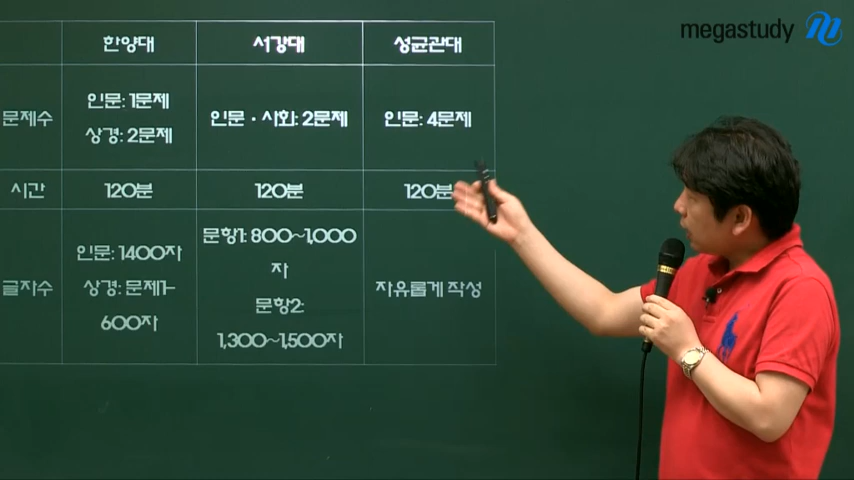 megastudy
한양대 서강대 성균관대
문제수
인문: 1문제
상경: 2문제
인문·사회: 2문제
인문: 4문제
시간 120분 120분 120분
글자수
인문: 1400자
상경: 문제1-
600자
문항1: 800~1,000
자
문항2:
1,300~1,500자
자유롭게 작성